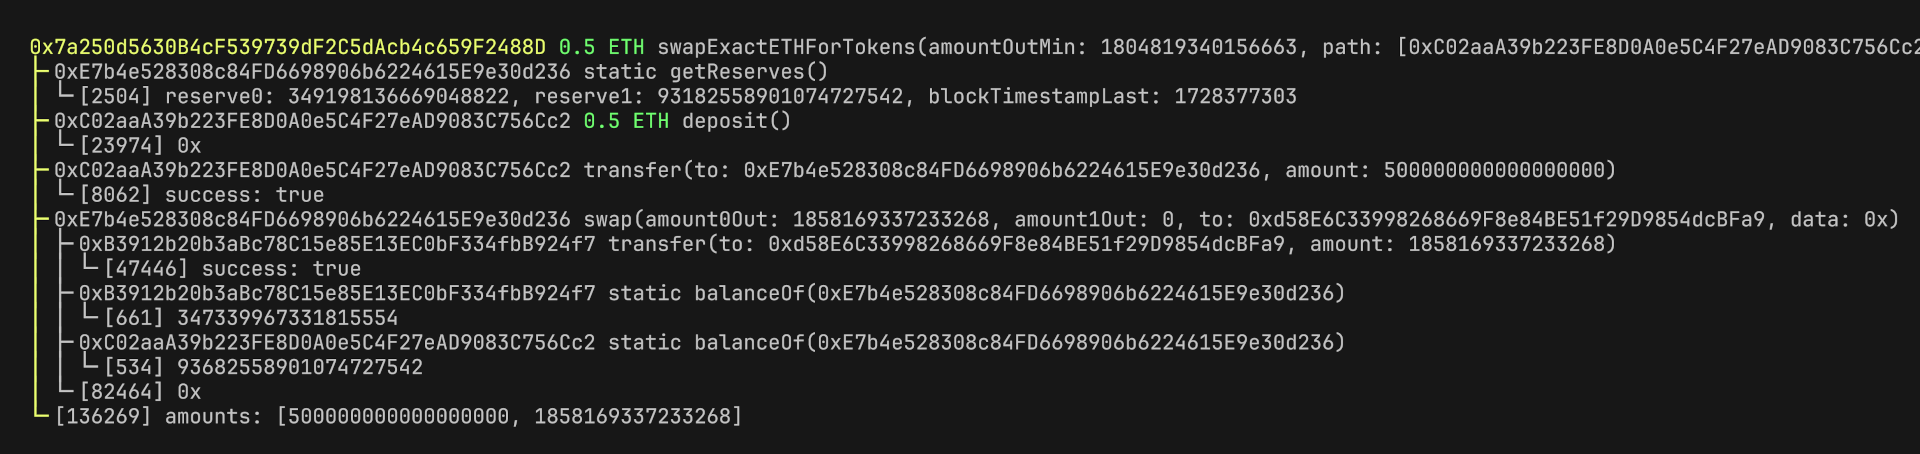 0x7a250d5630B4cF539739dF2C5dAcb4c659F2488D 0.5 ETH swapExactETHForTokens(amountOutMin: 1804819340156663, path: [0xC02aaA39b223FE8D0A0e5C4F27eAD9083C756Cc2
├─0xE7b4e528308c84FD6698906b6224615E9e30d236 static getReserves()
│ └─[2504] reserve0: 349198136669048822, reserve1: 93182558901074727542, blockTimestampLast: 1728377303
├─0xC02aaA39b223FE8D0A0e5C4F27eAD9083C756Cc2 0.5 ETH deposit()
│ └─[23974] 0x
├─0xC02aaA39b223FE8D0A0e5C4F27eAD9083C756Cc2 transfer(to: 0xE7b4e528308c84FD6698906b6224615E9e30d236, amount: 500000000000000000)
│ └─[8062] success: true
├─0xE7b4e528308c84FD6698906b6224615E9e30d236 swap(amount0Out: 1858169337233268, amount1Out: 0, to: 0xd58E6C33998268669F8e84BE51f29D9854dcBFa9, data: 0x)
│ ├─0xB3912b20b3aBc78C15e85E13EC0bF334fbB924f7 transfer(to: 0xd58E6C33998268669F8e84BE51f29D9854dcBFa9, amount: 1858169337233268)
│ │ └─[47446] success: true
│ ├─0xB3912b20b3aBc78C15e85E13EC0bF334fbB924f7 static balanceOf(0xE7b4e528308c84FD6698906b6224615E9e30d236)
│ │ └─[661] 347339967331815554
│ ├─0xC02aaA39b223FE8D0A0e5C4F27eAD9083C756Cc2 static balanceOf(0xE7b4e528308c84FD6698906b6224615E9e30d236)
│ │ └─[534] 93682558901074727542
│ └─[82464] 0x
└─[136269] amounts: [500000000000000000, 1858169337233268]